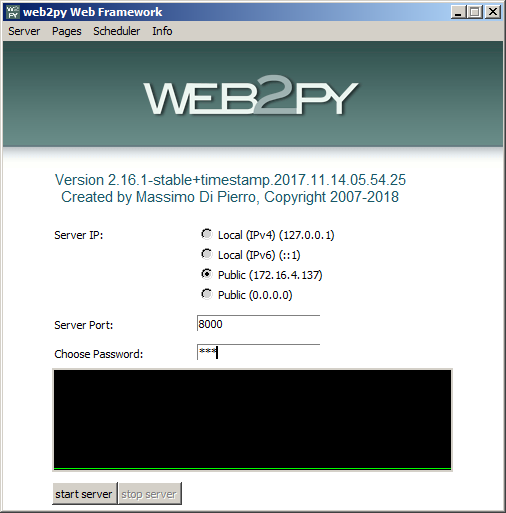 web2py Web Framework
Server Pages Scheduler Info
WEB2PY
Version 2.16.1-stable+timestamp.2017.11.14.05.54.25
Created by Massimo Di Pierro, Copyright 2007-2018
Server IP: Local (IPv4) (127.0.0.1)
Local (IPv6) (::1)
Public (172.16.4.137)
Public (0.0.0.0)
Server Port: 8000
Choose Password: ***
start server stop server